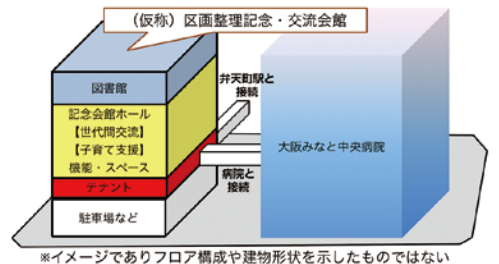 （仮称）区画整理記念・交流会館
図書館
弁天町駅と
接続
記念会館ホール
【世代間交流】
【子育て支援】
機能・スペース
大阪みなと中央病院
テナント
病院と
接続
駐車場など
※イメージでありフロア構成や建物形状を示したものではない